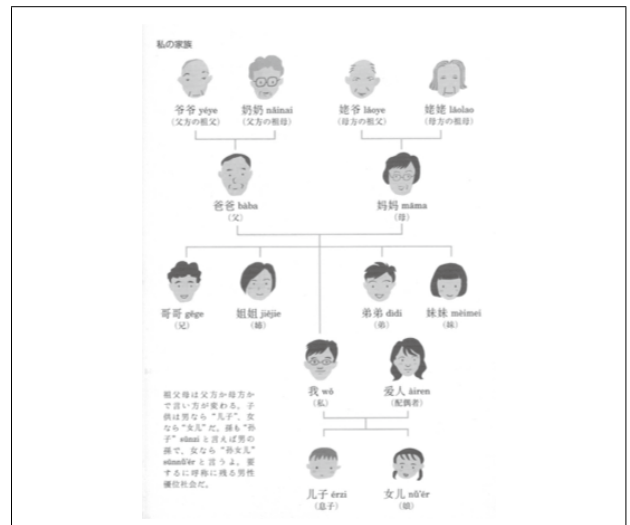 私の家族
爷爷 yéye
(父方の祖父)
奶奶 nǎinai
(父方の祖母)
姥爷 lǎoye
(母方の祖父)
姥姥 lǎolao
(母方の祖母)
爸爸 bàba
(父)
妈妈 māma
(母)
哥哥 gēge
(兄)
姐姐 jiějie
(姉)
弟弟 dìdi
(弟)
妹妹 mèimei
(妹)
我 wǒ
(私)
爱人 àiren
(配偶者)
祖父母は父方か母方か
で言い方が変わる。子
供は男なら“儿子”、女
なら“女儿”だ。孫も“孙
子”sūnziと言えば男の
孫で、女なら“孙女儿”
sūnnǚ'érと言うよ。要
するに呼称に残る男性
優位社会だ。
儿子 érzi
(息子)
女儿 nǚ'ér
(娘)